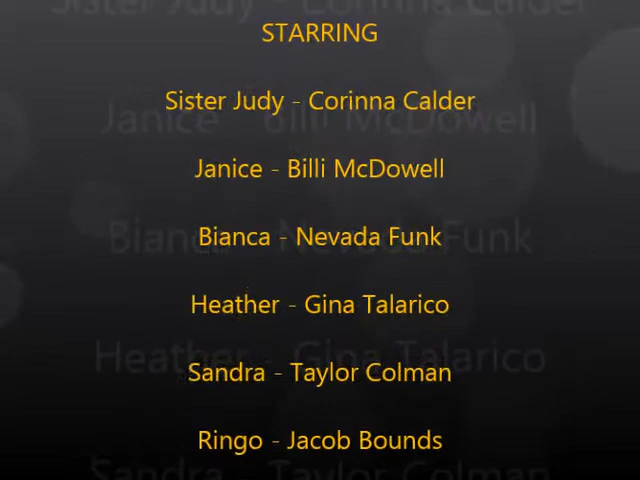 STARRING
Sister Judy - Corinna Calder
Janice - Billi McDowell
Bianca - Nevada Funk
Heather - Gina Talarico
Sandra - Taylor Colman
Ringo - Jacob Bounds